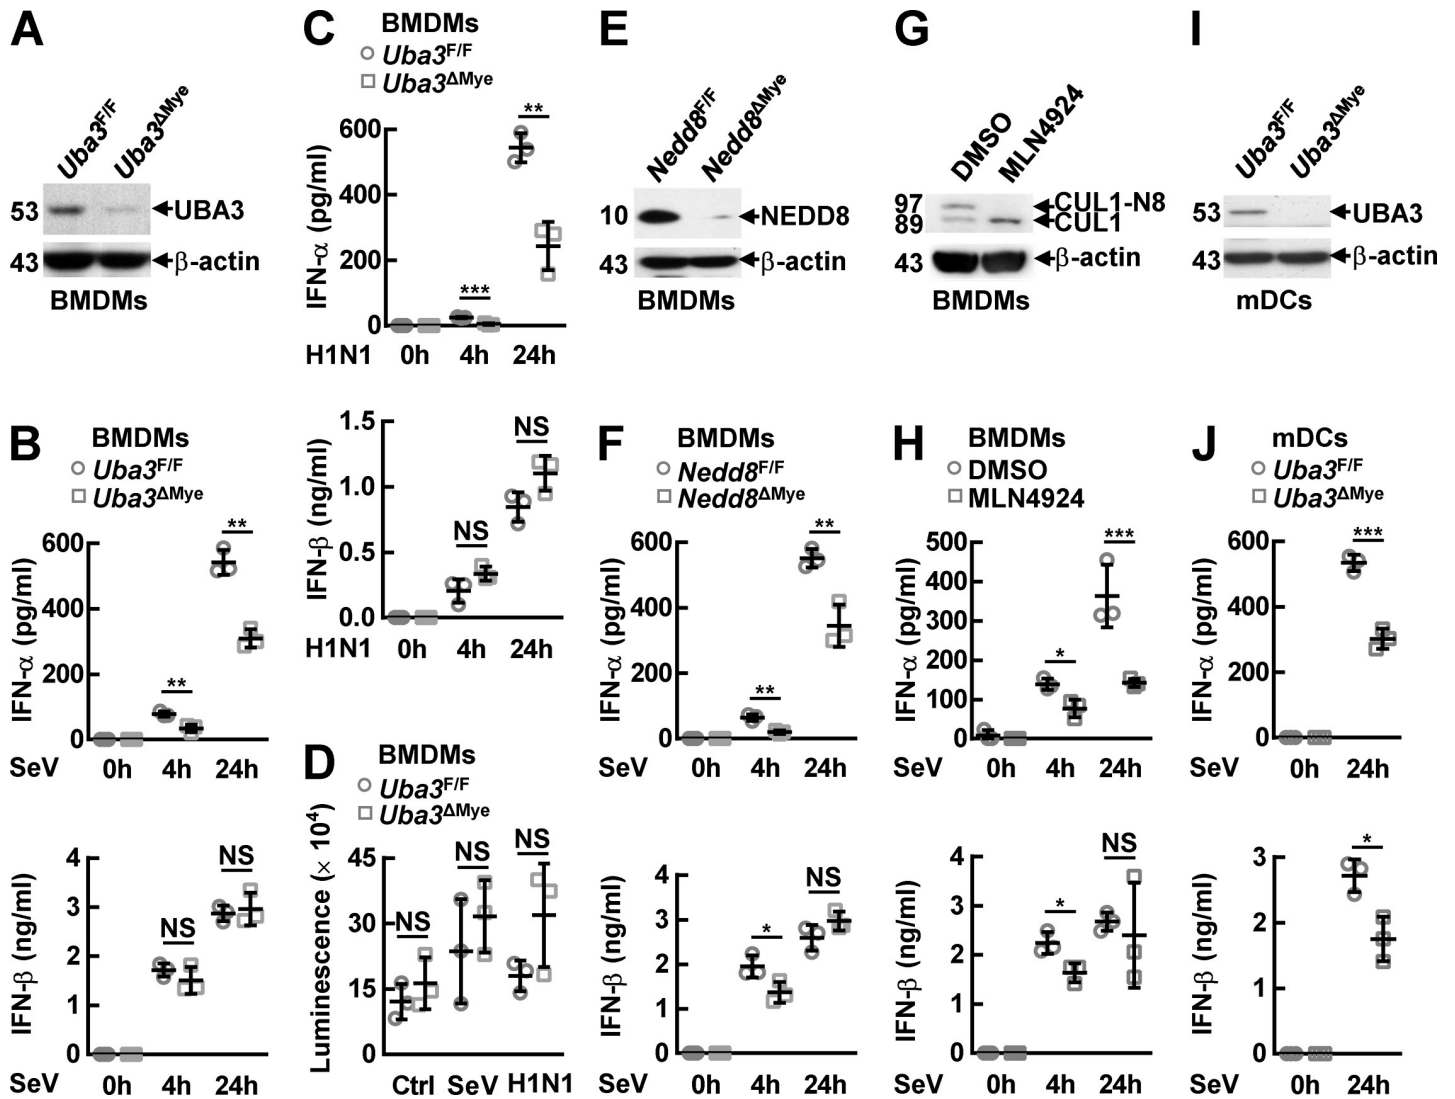 A
Uba3F/F
Uba3ΔMye
53
UBA3
43
β-actin
BMDMs
B
BMDMs
Uba3F/F
Uba3ΔMye
IFN-α (pg/ml)
600
400
200
0
**
**
SeV 0h 4h 24h
IFN-β (ng/ml)
4
3
2
1
0
NS
NS
SeV 0h 4h 24h
C
BMDMs
Uba3F/F
Uba3ΔMye
IFN-α (pg/ml)
600
400
200
0
***
**
H1N1 0h 4h 24h
IFN-β (ng/ml)
1.5
1.0
0.5
0.0
NS
NS
H1N1 0h 4h 24h
D
BMDMs
Uba3F/F
Uba3ΔMye
Luminescence (× 10⁴)
45
30
15
0
NS
NS
NS
Ctrl SeV H1N1
E
Nedd8F/F
Nedd8ΔMye
10
NEDD8
43
β-actin
BMDMs
F
BMDMs
Nedd8F/F
Nedd8ΔMye
IFN-α (pg/ml)
600
400
200
0
**
**
SeV 0h 4h 24h
IFN-β (ng/ml)
4
3
2
1
0
*
NS
SeV 0h 4h 24h
G
DMSO
MLN4924
97
CUL1-N8
89
CUL1
43
β-actin
BMDMs
H
BMDMs
DMSO
MLN4924
IFN-α (pg/ml)
500
400
300
200
100
0
*
***
SeV 0h 4h 24h
IFN-β (ng/ml)
4
3
2
1
0
*
NS
SeV 0h 4h 24h
I
Uba3F/F
Uba3ΔMye
53
UBA3
43
β-actin
mDCs
J
mDCs
Uba3F/F
Uba3ΔMye
IFN-α (pg/ml)
600
400
200
0
***
SeV 0h 24h
IFN-β (ng/ml)
3
2
1
0
*
SeV 0h 24h